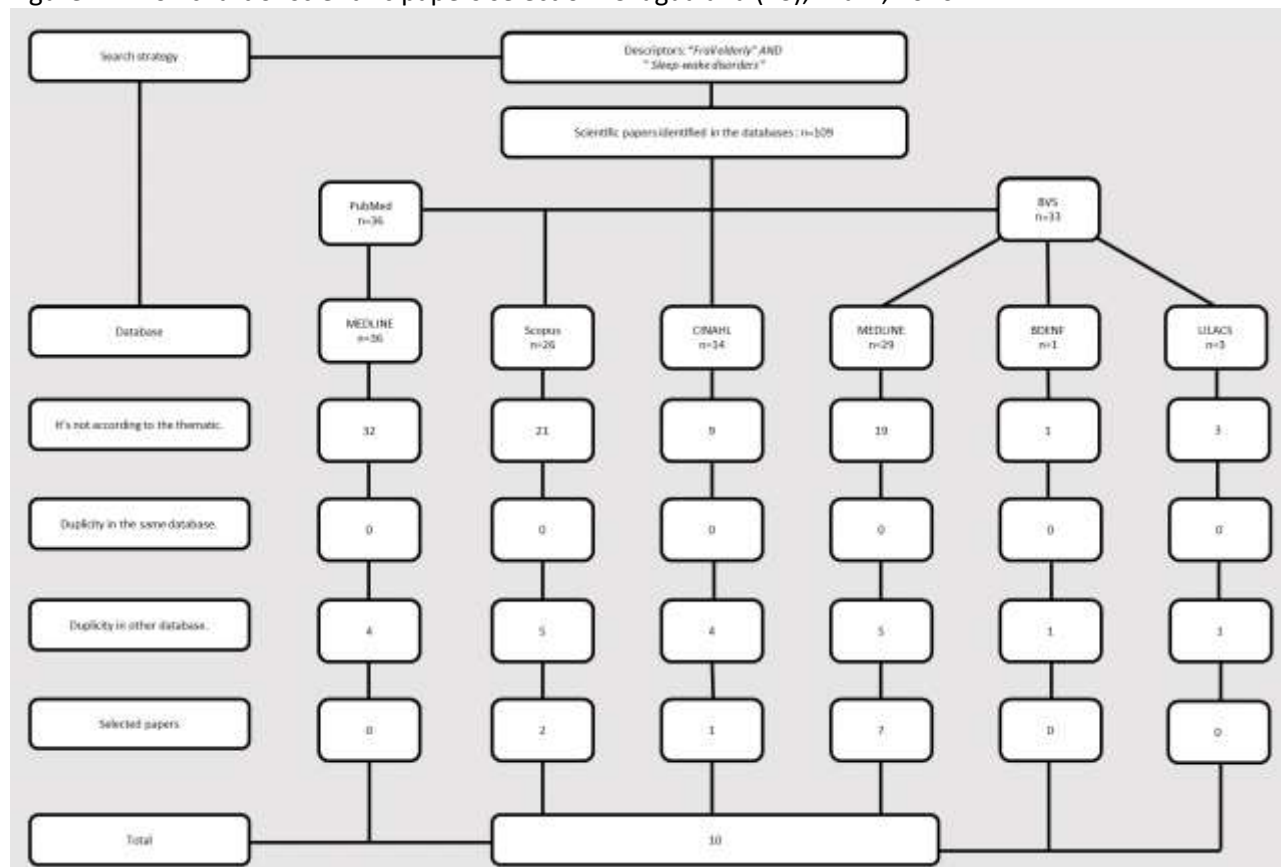 Search strategy
Descriptors: "Frail elderly" AND
" Sleep-wake disorders "
Scientific papers identified in the databases : n=109
PubMed
n=36
BVS
n=33
Database
MEDLINE
n=36
Scopus
n=26
CINAHL
n=14
MEDLINE
n=29
BDENF
n=1
LILACS
n=3
It's not according to the thematic.
32
21
9
19
1
3
Duplicity in the same database.
0
0
0
0
0
0
Duplicity in other database.
4
5
4
5
1
3
Selected papers
0
2
1
7
0
0
Total
10